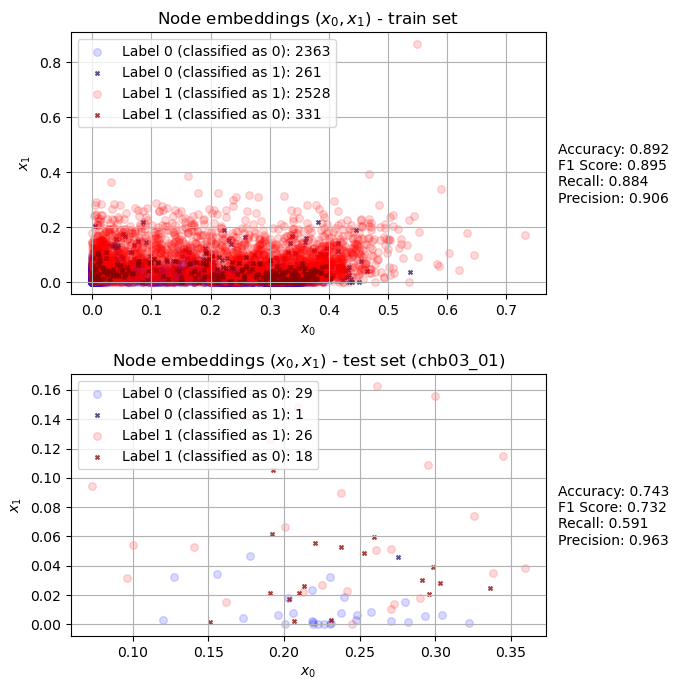 Node embeddings (x₀, x₁) - train set
Label 0 (classified as 0): 2363
Label 0 (classified as 1): 261
Label 1 (classified as 1): 2528
Label 1 (classified as 0): 331
0.8
0.6
0.4
0.2
0.0
x₁
0.0 0.1 0.2 0.3 0.4 0.5 0.6 0.7
x₀
Accuracy: 0.892
F1 Score: 0.895
Recall: 0.884
Precision: 0.906
Node embeddings (x₀, x₁) - test set (chb03_01)
Label 0 (classified as 0): 29
Label 0 (classified as 1): 1
Label 1 (classified as 1): 26
Label 1 (classified as 0): 18
0.16
0.14
0.12
0.10
0.08
0.06
0.04
0.02
0.00
x₁
0.10 0.15 0.20 0.25 0.30 0.35
x₀
Accuracy: 0.743
F1 Score: 0.732
Recall: 0.591
Precision: 0.963